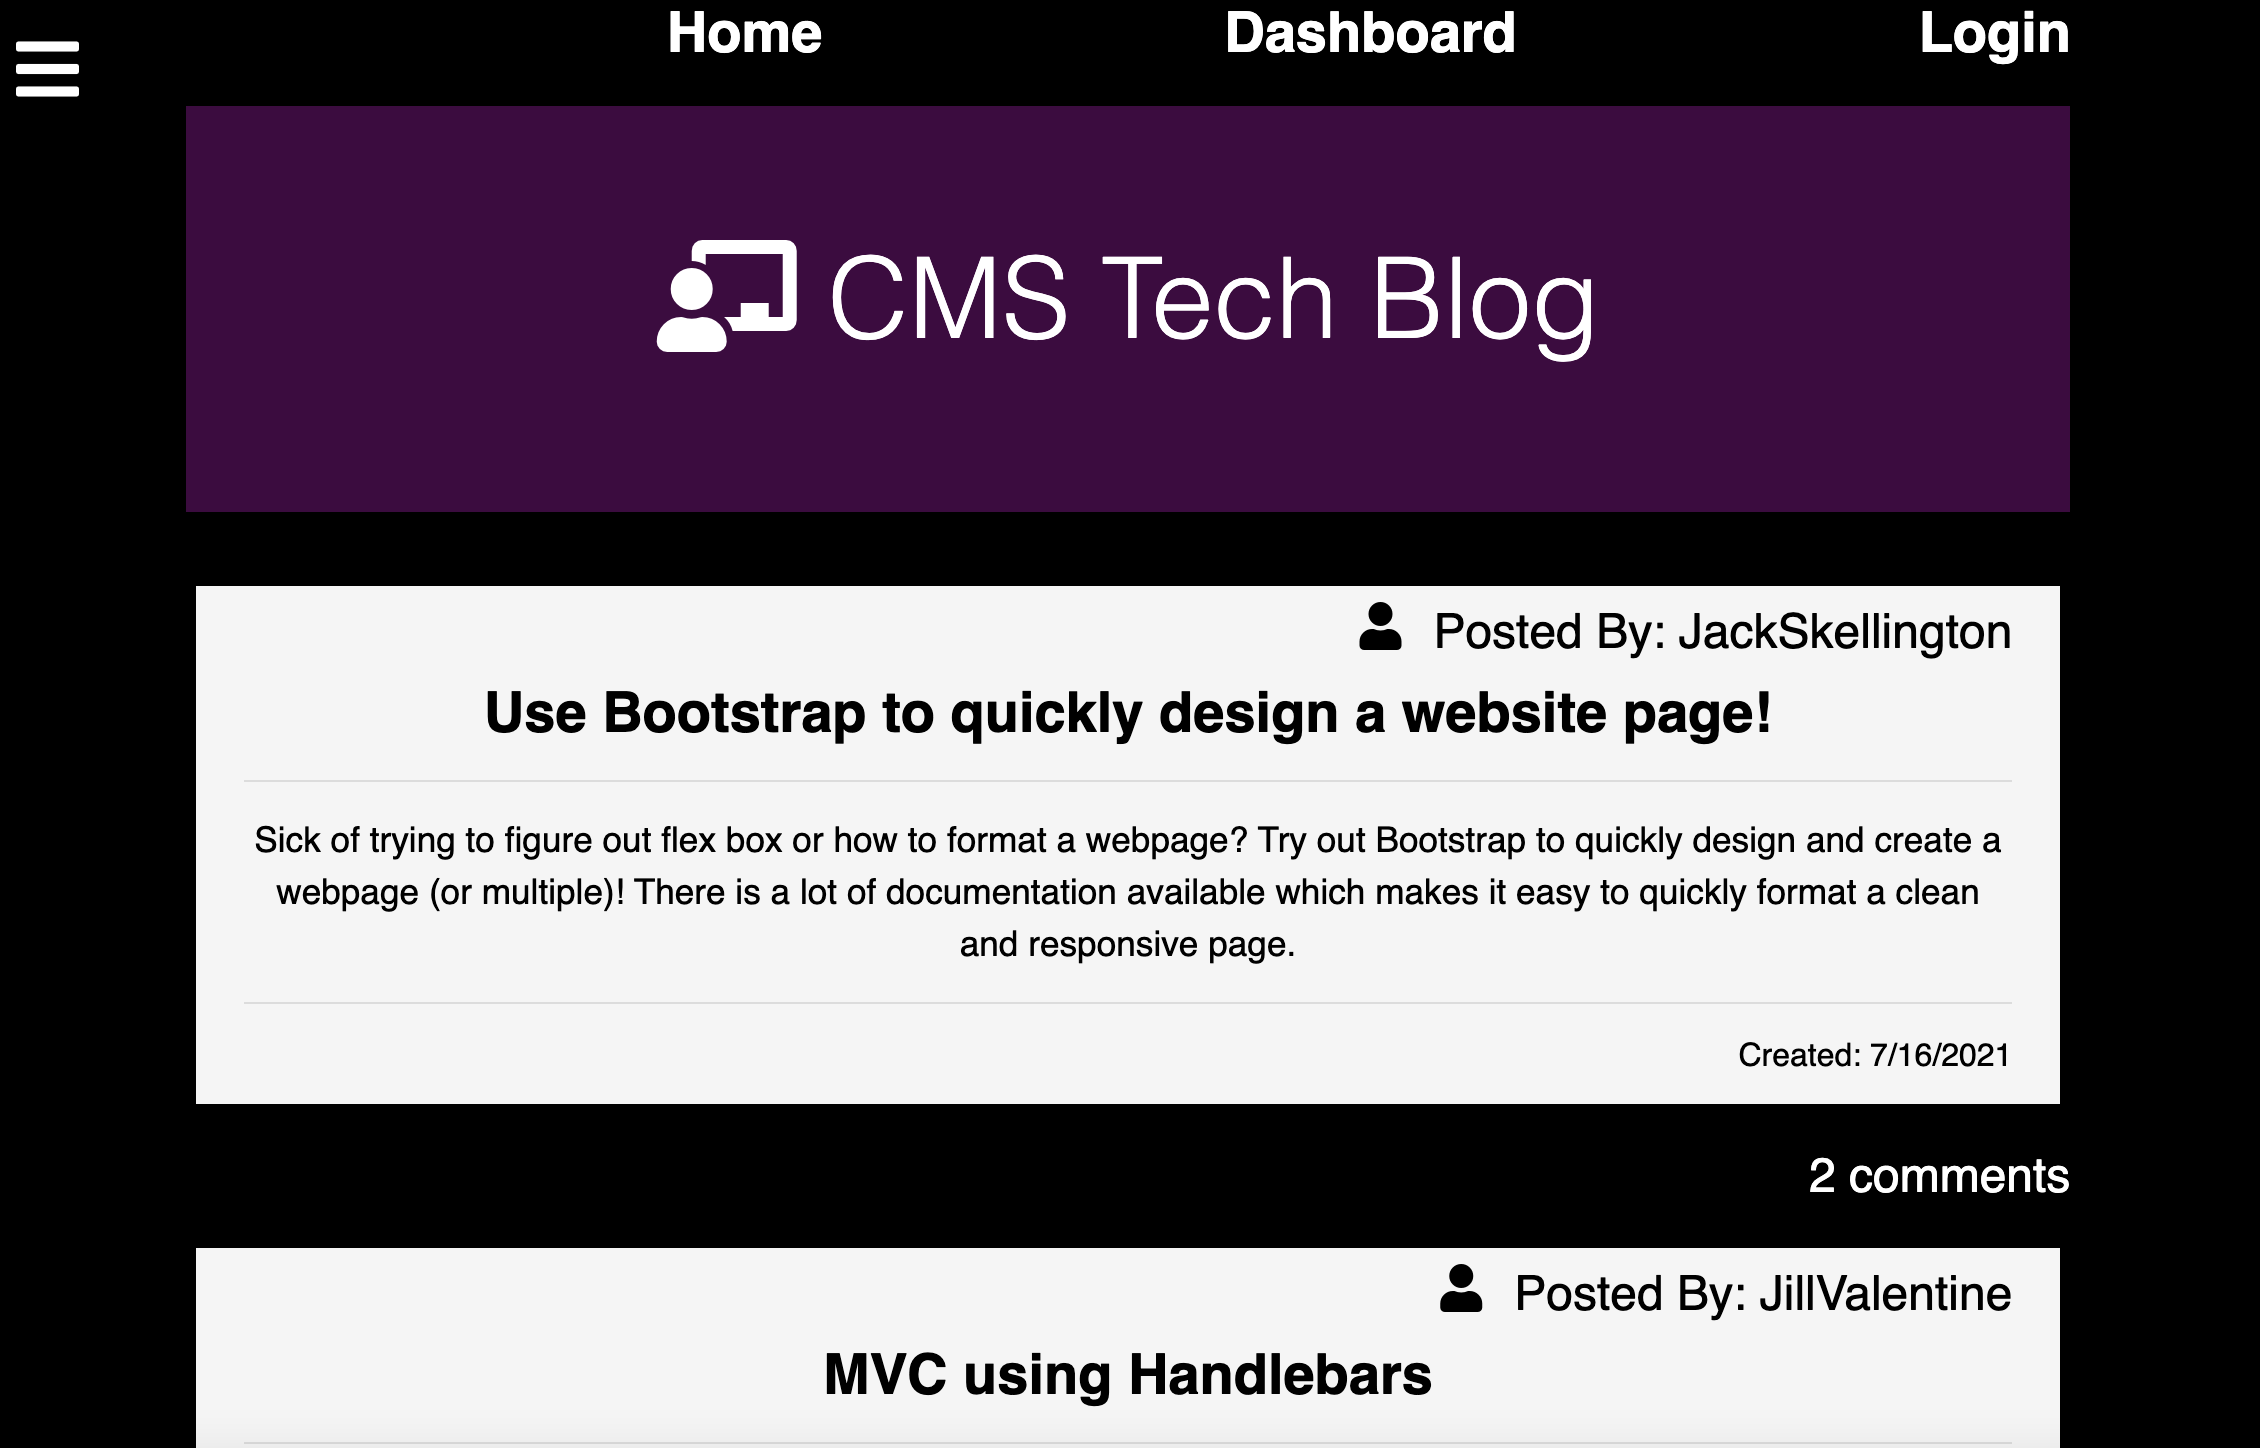 Home Dashboard Login
CMS Tech Blog
Posted By: JackSkellington
Use Bootstrap to quickly design a website page!
Sick of trying to figure out flex box or how to format a webpage? Try out Bootstrap to quickly design and create a
webpage (or multiple)! There is a lot of documentation available which makes it easy to quickly format a clean
and responsive page.
Created: 7/16/2021
2 comments
Posted By: JillValentine
MVC using Handlebars